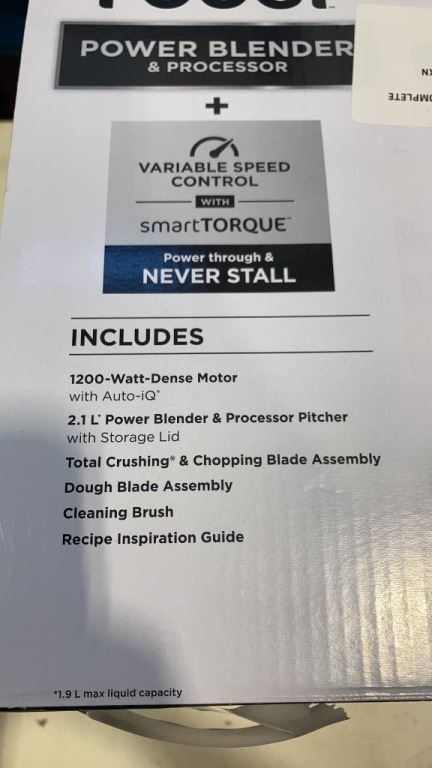 POWER BLENDER
& PROCESSOR
+
VARIABLE SPEED
CONTROL
WITH
smartTORQUE™
Power through &
NEVER STALL
INCLUDES
1200-Watt-Dense Motor
with Auto-iQ®
2.1 L* Power Blender & Processor Pitcher
with Storage Lid
Total Crushing® & Chopping Blade Assembly
Dough Blade Assembly
Cleaning Brush
Recipe Inspiration Guide
*1.9 L max liquid capacity